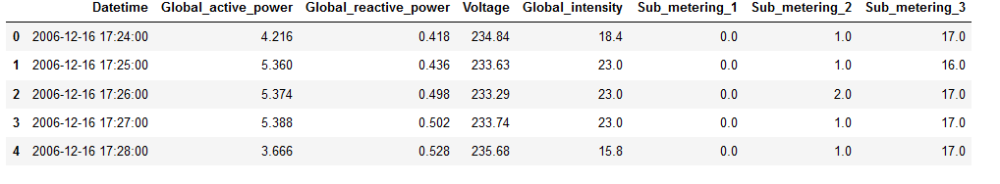 Datetime Global_active_power Global_reactive_power Voltage Global_intensity Sub_metering_1 Sub_metering_2 Sub_metering_3
0 2006-12-16 17:24:00 4.216 0.418 234.84 18.4 0.0 1.0 17.0
1 2006-12-16 17:25:00 5.360 0.436 233.63 23.0 0.0 1.0 16.0
2 2006-12-16 17:26:00 5.374 0.498 233.29 23.0 0.0 2.0 17.0
3 2006-12-16 17:27:00 5.388 0.502 233.74 23.0 0.0 1.0 17.0
4 2006-12-16 17:28:00 3.666 0.528 235.68 15.8 0.0 1.0 17.0